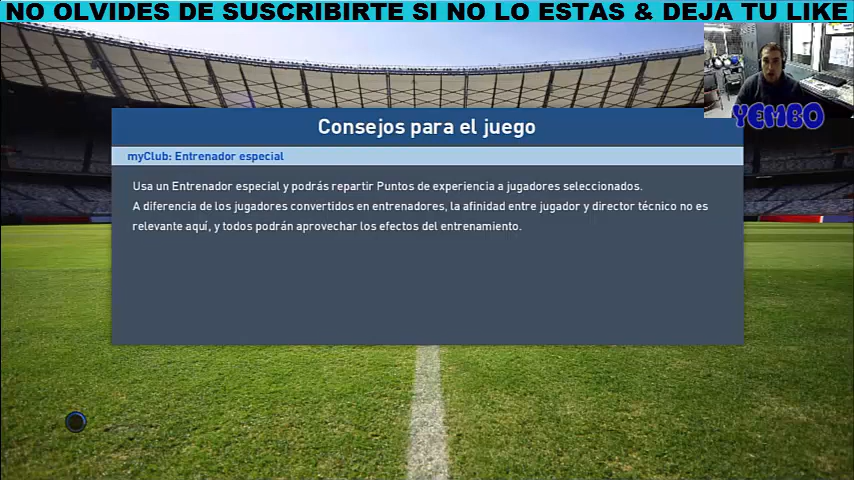 NO OLVIDES DE SUSCRIBIRTE SI NO LO ESTAS & DEJA TU LIKE
YEMBO
Consejos para el juego
myClub: Entrenador especial
Usa un Entrenador especial y podrás repartir Puntos de experiencia a jugadores seleccionados.
A diferencia de los jugadores convertidos en entrenadores, la afinidad entre jugador y director técnico no es
relevante aquí, y todos podrán aprovechar los efectos del entrenamiento.